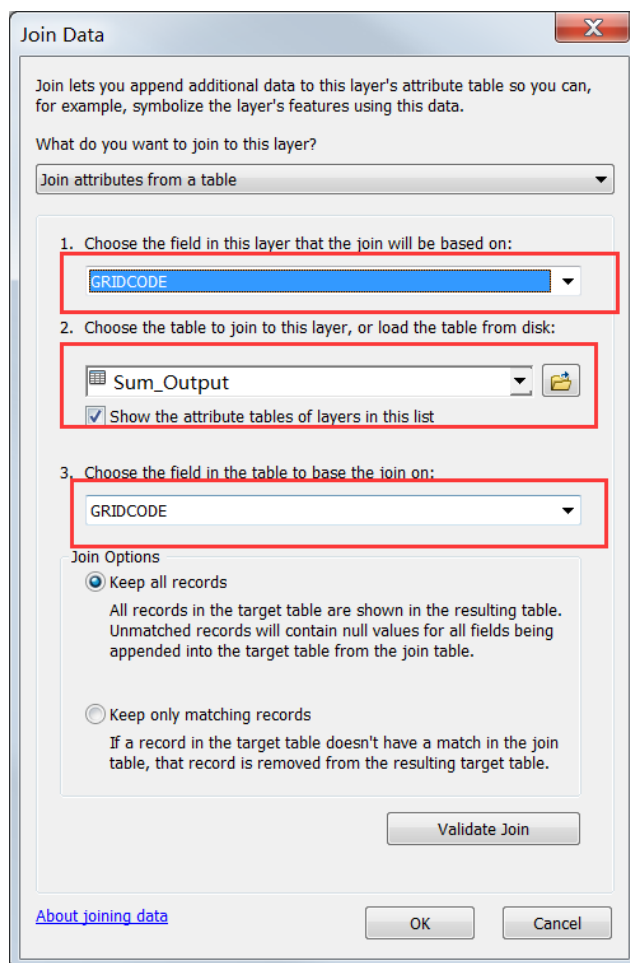 Join Data
Join lets you append additional data to this layer's attribute table so you can,
for example, symbolize the layer's features using this data.
What do you want to join to this layer?
Join attributes from a table
1. Choose the field in this layer that the join will be based on:
GRIDCODE
2. Choose the table to join to this layer, or load the table from disk:
Sum_Output
Show the attribute tables of layers in this list
3. Choose the field in the table to base the join on:
GRIDCODE
Join Options
Keep all records
All records in the target table are shown in the resulting table.
Unmatched records will contain null values for all fields being
appended into the target table from the join table.
Keep only matching records
If a record in the target table doesn't have a match in the join
table, that record is removed from the resulting target table.
Validate Join
About joining data
OK
Cancel